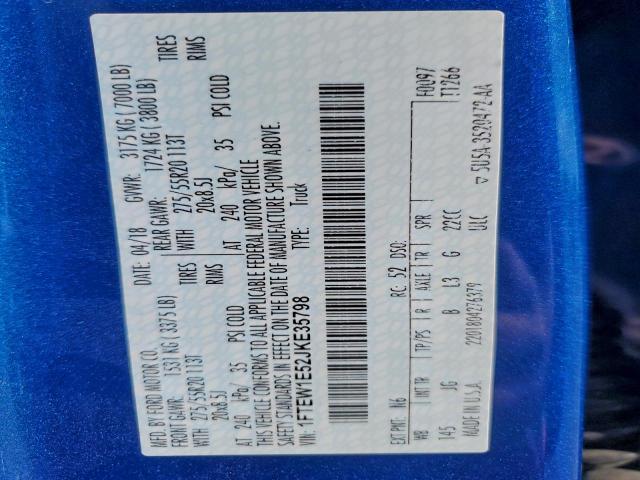 MFD. BY FORD MOTOR CO.
DATE: 04/18 GVWR: 3175 KG ( 7000 LB)
FRONT GAWR: 1531 KG ( 3375 LB) REAR GAWR: 1724 KG ( 3800 LB)
WITH 275/55R20 113T TIRES WITH 275/55R20 113T TIRES
20x8.5J RIMS 20x8.5J RIMS
AT 240 kPa/ 35 PSI COLD AT 240 kPa/ 35 PSI COLD
THIS VEHICLE CONFORMS TO ALL APPLICABLE FEDERAL MOTOR VEHICLE
SAFETY STANDARDS IN EFFECT ON THE DATE OF MANUFACTURE SHOWN ABOVE.
VIN: 1FTEW1E52JKE35798 TYPE: Truck
F0097
T1266
EXT PNT: N6 RC: 52 DSO:
WB INT TR TP/PS R AXLE TR SPR
145 JG B L3 G 22CC
MADE IN U.S.A. 2201804276379 ULC ▽ 5U5A-3520472-AA